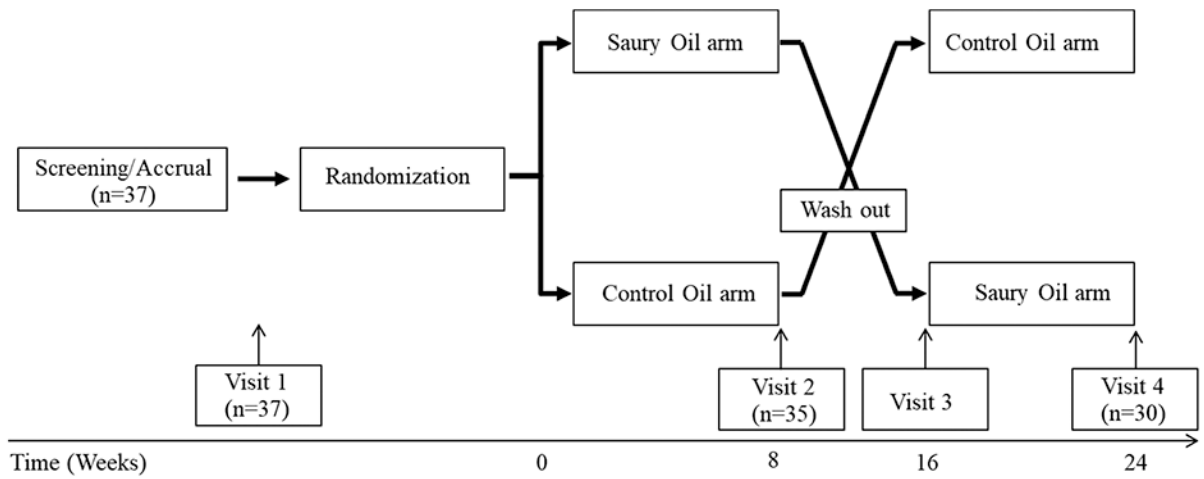 Saury Oil arm
Control Oil arm
Screening/Accrual
(n=37)
Randomization
Wash out
Control Oil arm
Saury Oil arm
Visit 1
(n=37)
Visit 2
(n=35)
Visit 3
Visit 4
(n=30)
Time (Weeks)
0
8
16
24